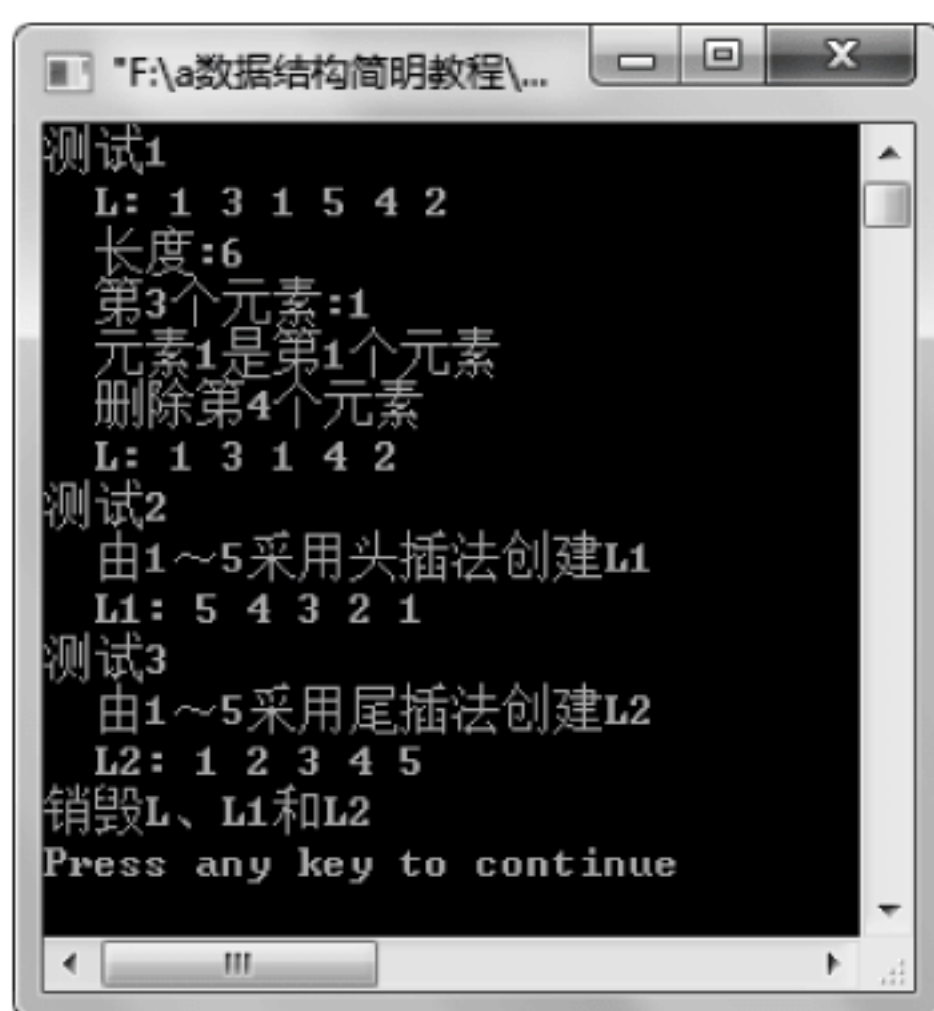 "F:\a数据结构简明教程\...
测试1
L: 1 3 1 5 4 2
长度:6
第3个元素:1
元素1是第1个元素
删除第4个元素
L: 1 3 1 4 2
测试2
由1～5采用头插法创建L1
L1: 5 4 3 2 1
测试3
由1～5采用尾插法创建L2
L2: 1 2 3 4 5
销毁L、L1和L2
Press any key to continue